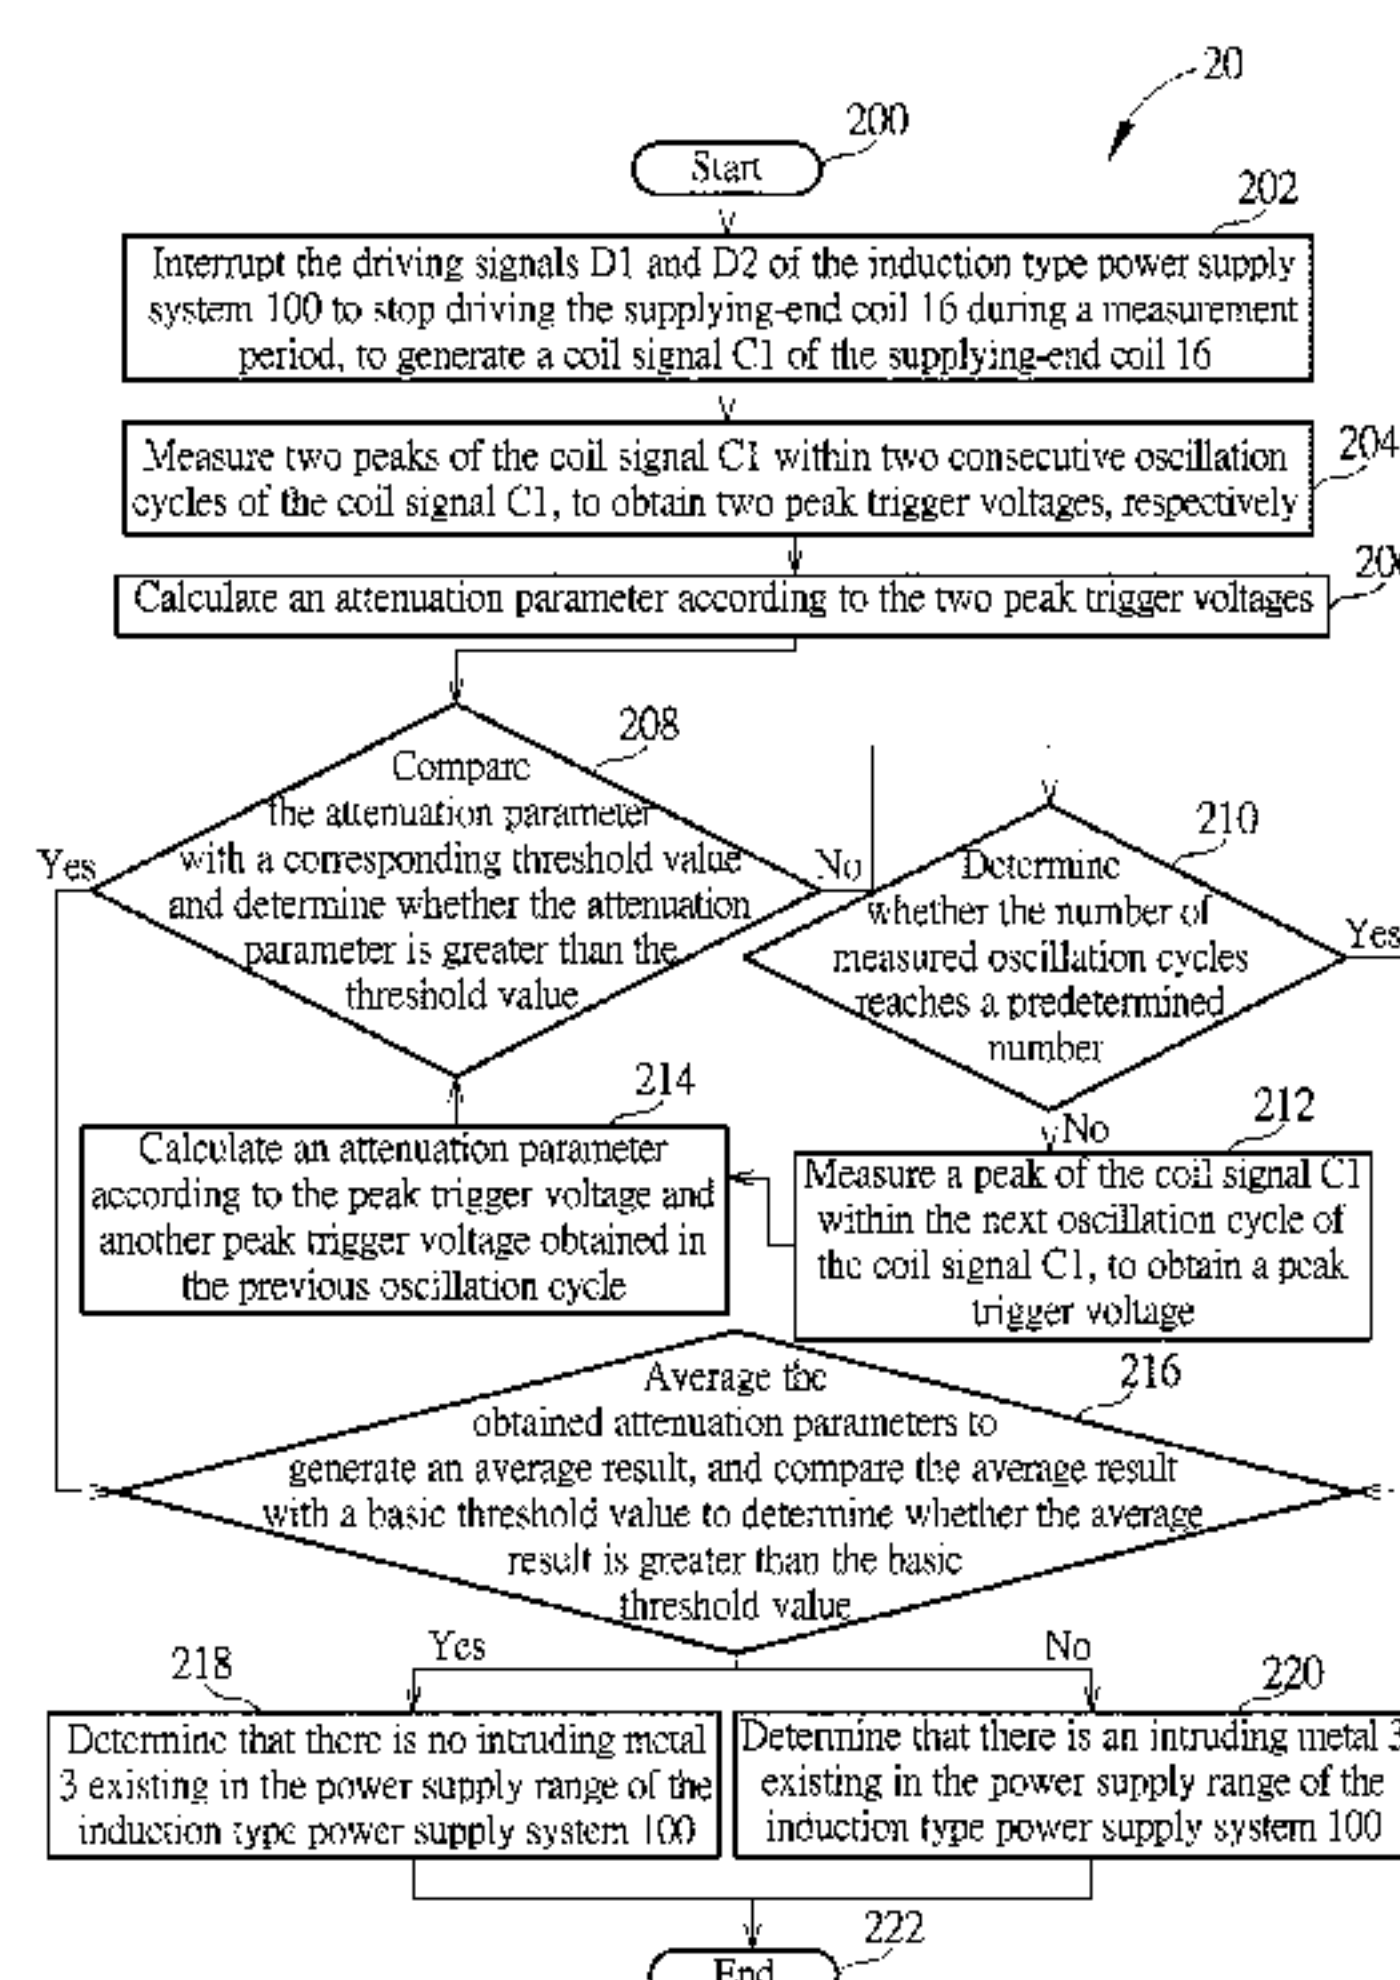 20
200
Start
202
Interrupt the driving signals D1 and D2 of the induction type power supply
system 100 to stop driving the supplying-end coil 16 during a measurement
period, to generate a coil signal C1 of the supplying-end coil 16
204
Measure two peaks of the coil signal C1 within two consecutive oscillation
cycles of the coil signal C1, to obtain two peak trigger voltages, respectively
Calculate an attenuation parameter according to the two peak trigger voltages
208
Compare
the attenuation parameter
with a corresponding threshold value
and determine whether the attenuation
parameter is greater than the
threshold value
Yes
No
210
Determine
whether the number of
measured oscillation cycles
reaches a predetermined
number
Yes
No
214
Calculate an attenuation parameter
according to the peak trigger voltage and
another peak trigger voltage obtained in
the previous oscillation cycle
212
Measure a peak of the coil signal C1
within the next oscillation cycle of
the coil signal C1, to obtain a peak
trigger voltage
216
Average the
obtained attenuation parameters to
generate an average result, and compare the average result
with a basic threshold value to determine whether the average
result is greater than the basic
threshold value
Yes
No
218
Determine that there is no intruding metal
3 existing in the power supply range of the
induction type power supply system 100
220
Determine that there is an intruding metal 3
existing in the power supply range of the
induction type power supply system 100
222
End